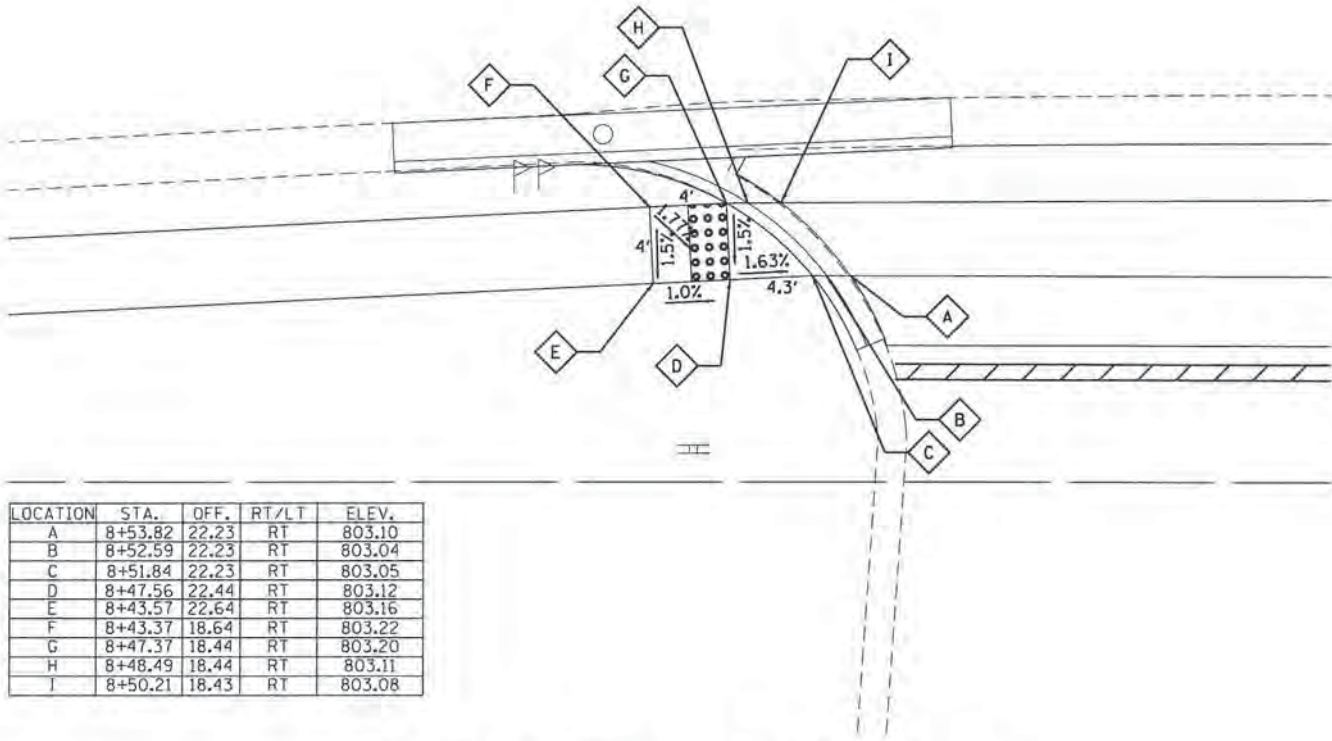 H
I
G
F
4'
1.77%
4'
1.5%
1.5%
1.63%
4.3'
1.0%
A
E
D
B
C
LOCATION STA. OFF. RT/LT ELEV.
A 8+53.82 22.23 RT 803.10
B 8+52.59 22.23 RT 803.04
C 8+51.84 22.23 RT 803.05
D 8+47.56 22.44 RT 803.12
E 8+43.57 22.64 RT 803.16
F 8+43.37 18.64 RT 803.22
G 8+47.37 18.44 RT 803.20
H 8+48.49 18.44 RT 803.11
I 8+50.21 18.43 RT 803.08